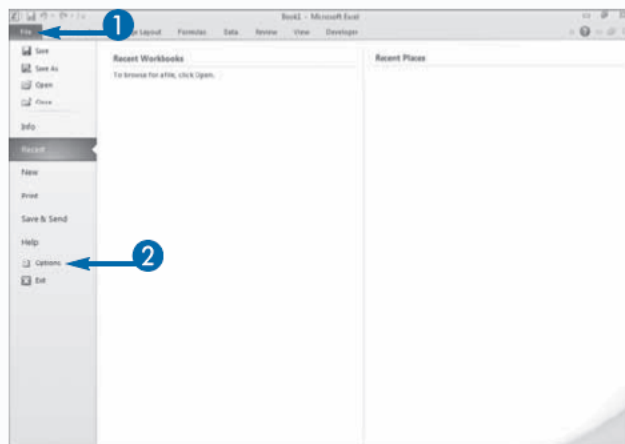 Book1 - Microsoft Excel
1
File
Page Layout
Formulas
Data
Review
View
Developer
Save
Save As
Open
Close
Info
Recent
New
Print
Save & Send
Help
Options
2
Exit
Recent Workbooks
To browse for a file, click Open.
Recent Places